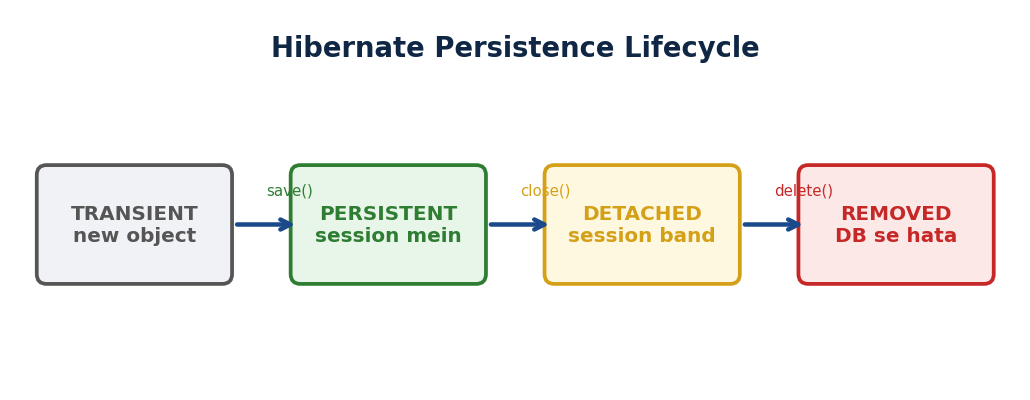 Hibernate Persistence Lifecycle
TRANSIENT
new object
save()
PERSISTENT
session mein
close()
DETACHED
session band
delete()
REMOVED
DB se hata